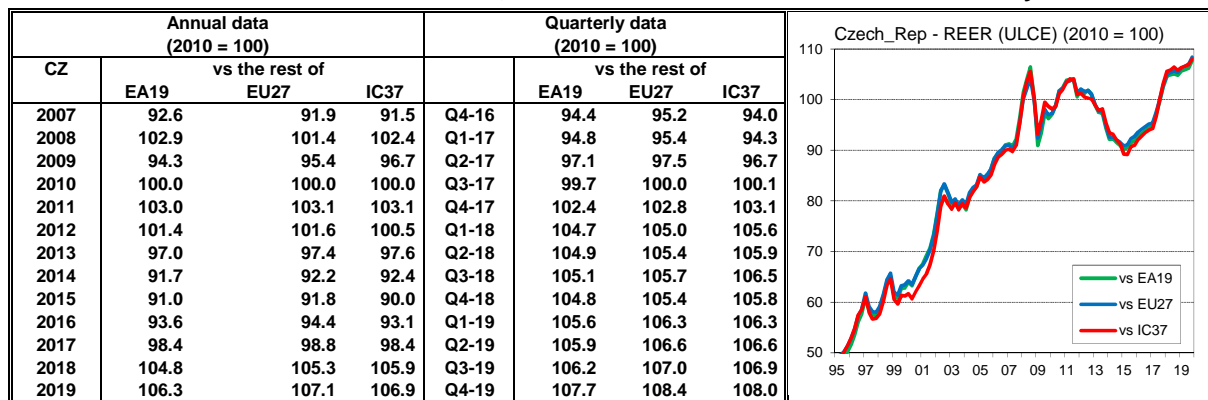 Annual data Quarterly data
(2010 = 100) (2010 = 100)
CZ vs the rest of vs the rest of
EA19 EU27 IC37 EA19 EU27 IC37
2007 92.6 91.9 91.5 Q4-16 94.4 95.2 94.0
2008 102.9 101.4 102.4 Q1-17 94.8 95.4 94.3
2009 94.3 95.4 96.7 Q2-17 97.1 97.5 96.7
2010 100.0 100.0 100.0 Q3-17 99.7 100.0 100.1
2011 103.0 103.1 103.1 Q4-17 102.4 102.8 103.1
2012 101.4 101.6 100.5 Q1-18 104.7 105.0 105.6
2013 97.0 97.4 97.6 Q2-18 104.9 105.4 105.9
2014 91.7 92.2 92.4 Q3-18 105.1 105.7 106.5
2015 91.0 91.8 90.0 Q4-18 104.8 105.4 105.8
2016 93.6 94.4 93.1 Q1-19 105.6 106.3 106.3
2017 98.4 98.8 98.4 Q2-19 105.9 106.6 106.6
2018 104.8 105.3 105.9 Q3-19 106.2 107.0 106.9
2019 106.3 107.1 106.9 Q4-19 107.7 108.4 108.0
Czech_Rep - REER (ULCE) (2010 = 100)
110
100
90
80
70
60
50
vs EA19
vs EU27
vs IC37
95 97 99 01 03 05 07 09 11 13 15 17 19